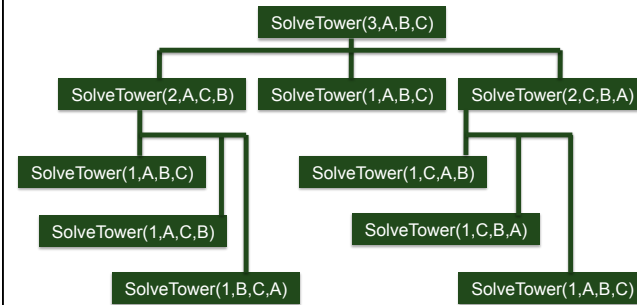 SolveTower(3,A,B,C)
SolveTower(2,A,C,B)
SolveTower(1,A,B,C)
SolveTower(2,C,B,A)
SolveTower(1,A,B,C)
SolveTower(1,C,A,B)
SolveTower(1,A,C,B)
SolveTower(1,C,B,A)
SolveTower(1,B,C,A)
SolveTower(1,A,B,C)